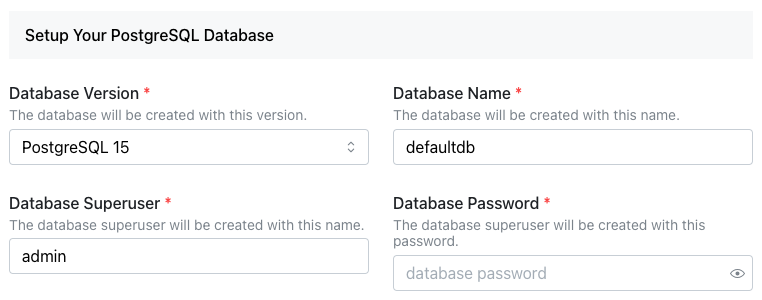 Setup Your PostgreSQL Database
Database Version *
The database will be created with this version.
PostgreSQL 15
Database Name *
The database will be created with this name.
defaultdb
Database Superuser *
The database superuser will be created with this name.
admin
Database Password *
The database superuser will be created with this
password.
database password